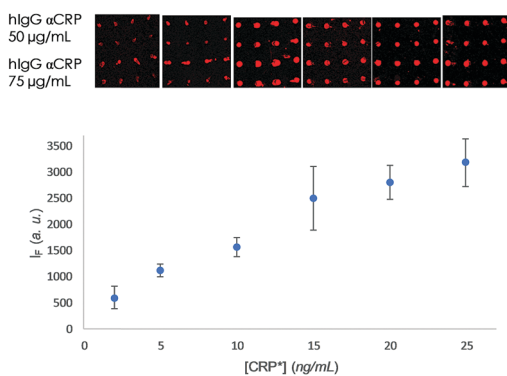 hIgG αCRP
50 µg/mL
hIgG αCRP
75 µg/mL
3500
3000
2500
2000
1500
1000
500
0
I_F (a. u.)
0 5 10 15 20 25
[CRP*] (ng/mL)